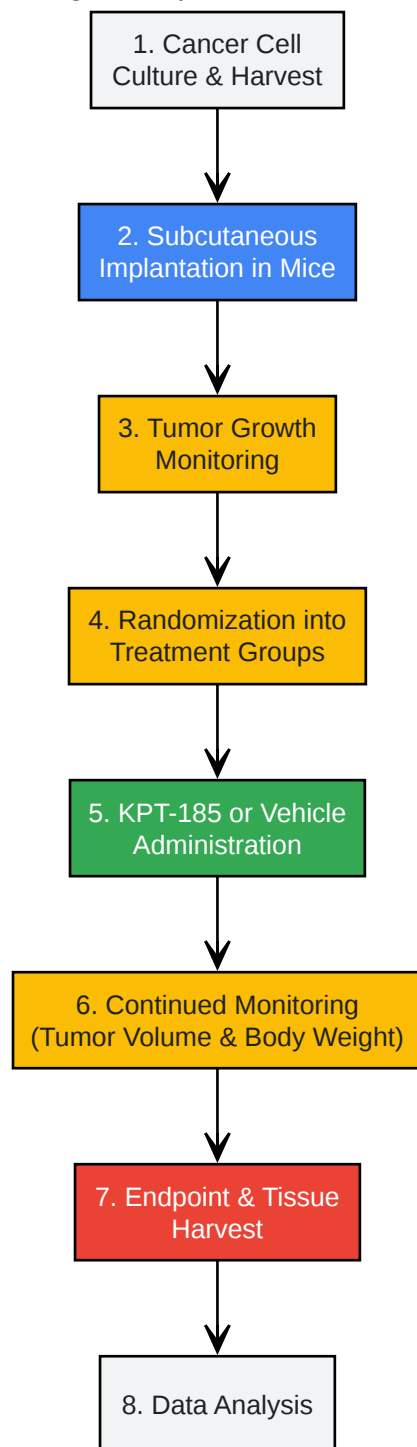 1. Cancer Cell
Culture & Harvest
2. Subcutaneous
Implantation in Mice
3. Tumor Growth
Monitoring
4. Randomization into
Treatment Groups
5. KPT-185 or Vehicle
Administration
6. Continued Monitoring
(Tumor Volume & Body Weight)
7. Endpoint & Tissue
Harvest
8. Data Analysis